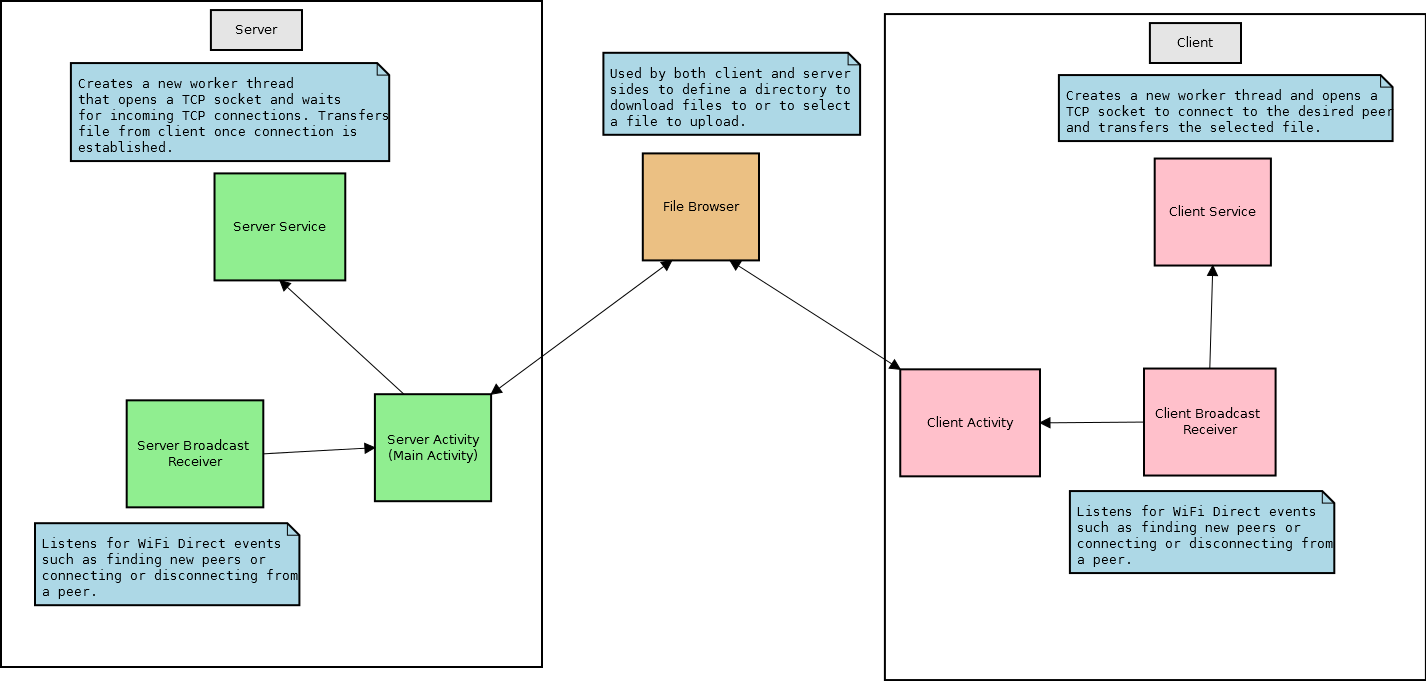 Server
Creates a new worker thread
that opens a TCP socket and waits
for incoming TCP connections. Transfers
file from client once connection is
established.
Server Service
Server Broadcast
Receiver
Server Activity
(Main Activity)
Listens for WiFi Direct events
such as finding new peers or
connecting or disconnecting from
a peer.
Used by both client and server
sides to define a directory to
download files to or to select
a file to upload.
File Browser
Client
Creates a new worker thread and opens a
TCP socket to connect to the desired peer
and transfers the selected file.
Client Service
Client Activity
Client Broadcast
Receiver
Listens for WiFi Direct events
such as finding new peers or
connecting or disconnecting from
a peer.